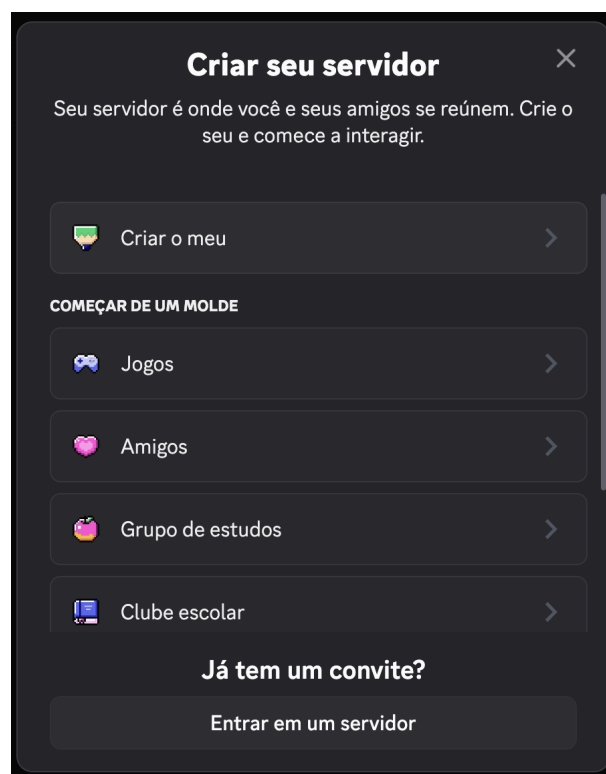 Criar seu servidor
Seu servidor é onde você e seus amigos se reúnem. Crie o
seu e comece a interagir.
Criar o meu
COMEÇAR DE UM MOLDE
Jogos
Amigos
Grupo de estudos
Clube escolar
Já tem um convite?
Entrar em um servidor